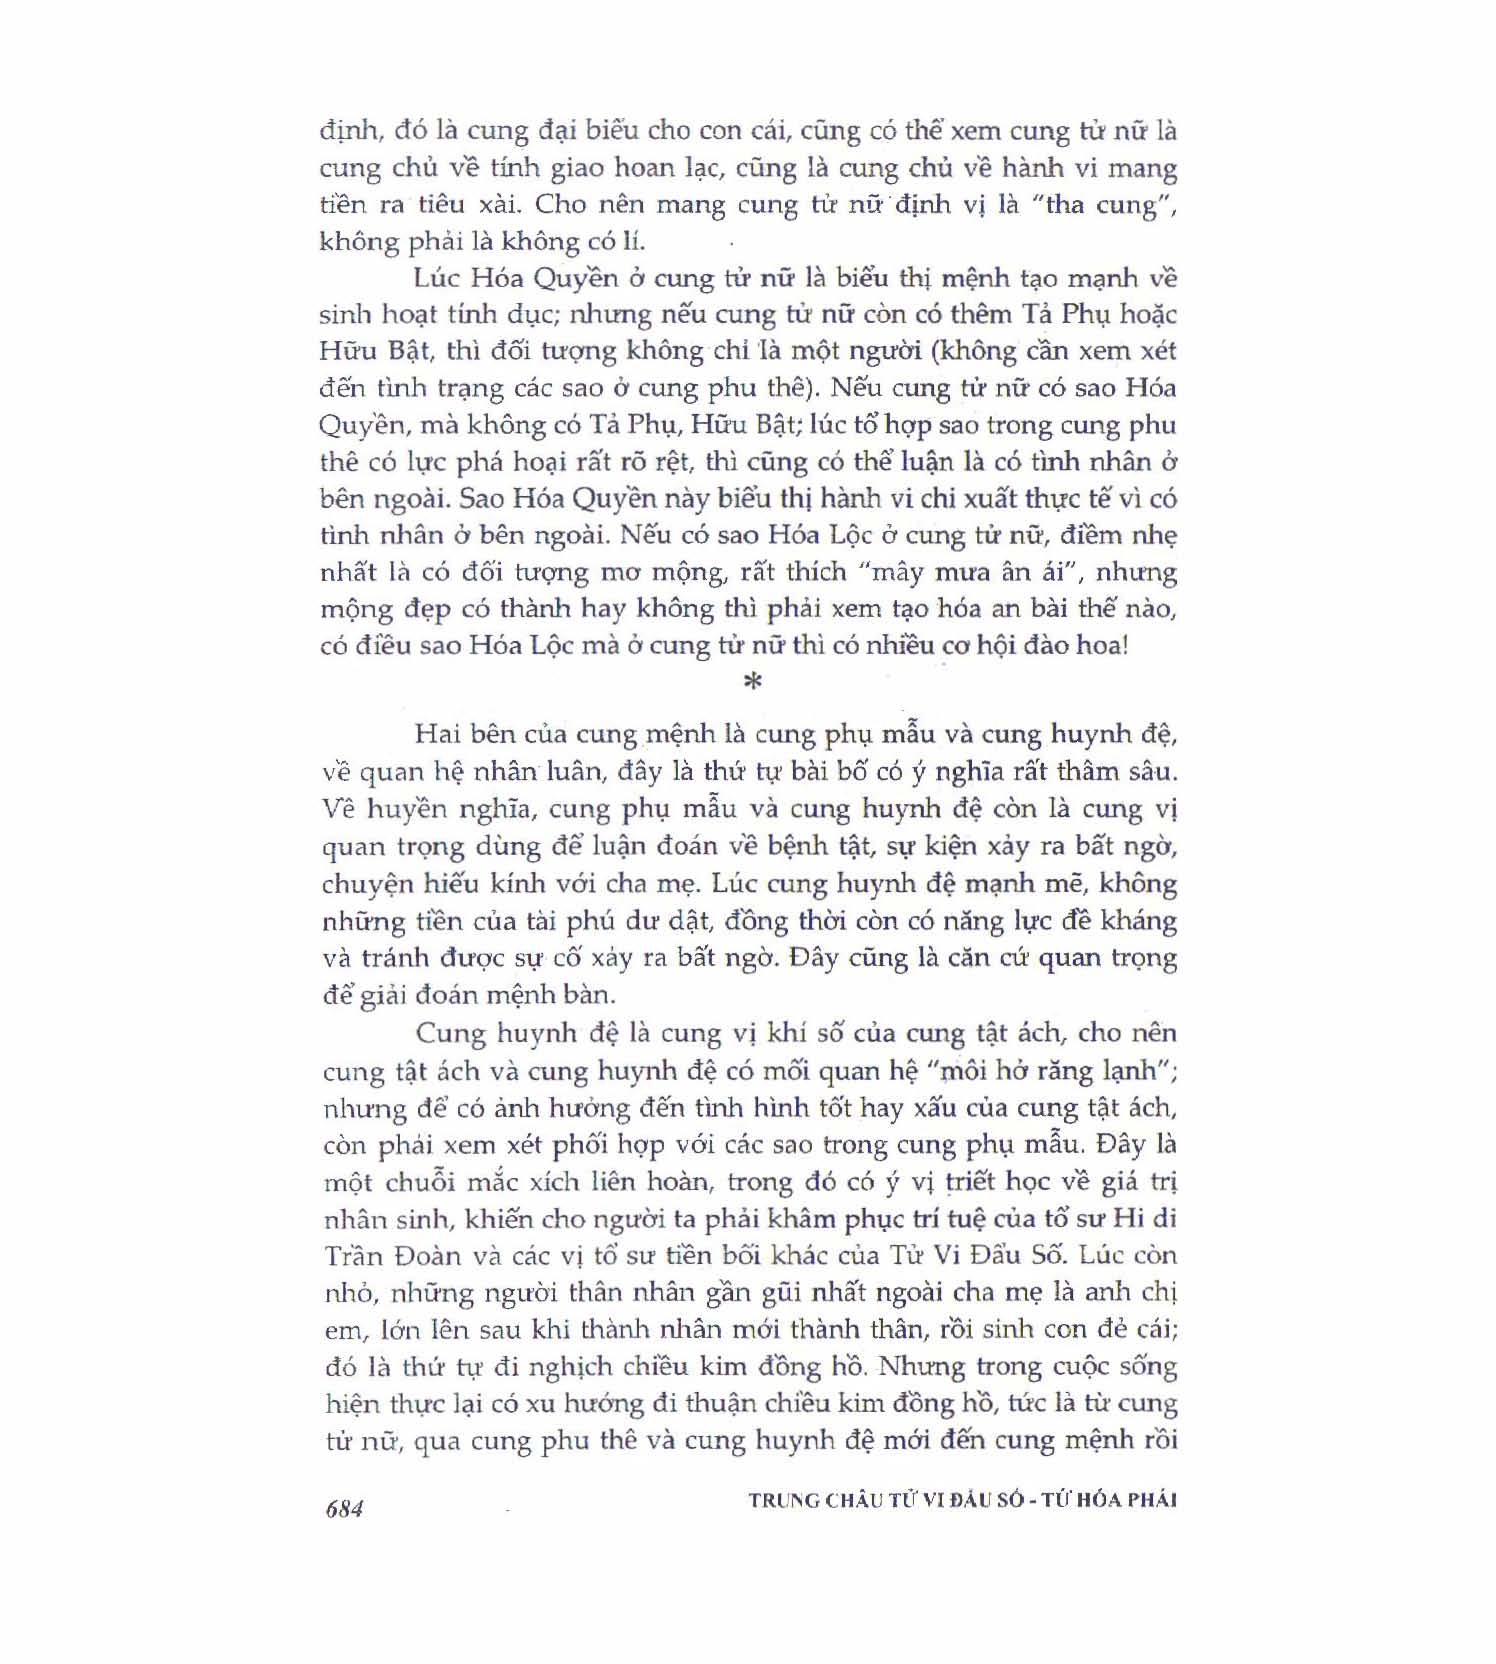 định, đó là cung đại biểu cho con cái, cũng có thể xem cung tử nữ là
cung chủ về tính giao hoan lạc, cũng là cung chủ về hành vi mang
tiền ra tiêu xài. Cho nên mang cung tử nữ định vị là "tha cung",
không phải là không có lí.
Lúc Hóa Quyền ở cung tử nữ là biểu thị mệnh tạo mạnh về
sinh hoạt tính dục; nhưng nếu cung tử nữ còn có thêm Tả Phụ hoặc
Hữu Bật, thì đối tượng không chỉ là một người (không cần xem xét
đến tình trạng các sao ở cung phu thê). Nếu cung tử nữ có sao Hóa
Quyền, mà không có Tả Phụ, Hữu Bật; lúc tổ hợp sao trong cung phu
thê có lực phá hoại rất rõ rệt, thì cũng có thể luận là có tình nhân ở
bên ngoài. Sao Hóa Quyền này biểu thị hành vi chi xuất thực tế vì có
tình nhân ở bên ngoài. Nếu có sao Hóa Lộc ở cung tử nữ, điềm nhẹ
nhất là có đối tượng mơ mộng, rất thích "mây mưa ân ái", nhưng
mộng đẹp có thành hay không thì phải xem tạo hóa an bài thế nào,
có điều sao Hóa Lộc mà ở cung tử nữ thì có nhiều cơ hội đào hoa!
*
Hai bên của cung mệnh là cung phụ mẫu và cung huynh đệ,
về quan hệ nhân luân, đây là thứ tự bài bố có ý nghĩa rất thâm sâu.
Về huyền nghĩa, cung phụ mẫu và cung huynh đệ còn là cung vị
quan trọng dùng để luận đoán về bệnh tật, sự kiện xảy ra bất ngờ,
chuyện hiếu kính với cha mẹ. Lúc cung huynh đệ mạnh mẽ, không
những tiền của tài phú dư dật, đồng thời còn có năng lực đề kháng
và tránh được sự cố xảy ra bất ngờ. Đây cũng là căn cứ quan trọng
để giải đoán mệnh bàn.
Cung huynh đệ là cung vị khí số của cung tật ách, cho nên
cung tật ách và cung huynh đệ có mối quan hệ "môi hở răng lạnh";
nhưng để có ảnh hưởng đến tình hình tốt hay xấu của cung tật ách,
còn phải xem xét phối hợp với các sao trong cung phụ mẫu. Đây là
một chuỗi mắc xích liên hoàn, trong đó có ý vị triết học về giá trị
nhân sinh, khiến cho người ta phải khâm phục trí tuệ của tổ sư Hi di
Trần Đoàn và các vị tổ sư tiền bối khác của Tử Vi Đẩu Số. Lúc còn
nhỏ, những người thân nhân gần gũi nhất ngoài cha mẹ là anh chị
em, lớn lên sau khi thành nhân mới thành thân, rồi sinh con đẻ cái;
đó là thứ tự đi nghịch chiều kim đồng hồ. Nhưng trong cuộc sống
hiện thực lại có xu hướng đi thuận chiều kim đồng hồ, tức là từ cung
tử nữ, qua cung phu thê và cung huynh đệ mới đến cung mệnh rồi
684
TRUNG CHÂU TỬ VI ĐẨU SỐ - TỨ HÓA PHÁI